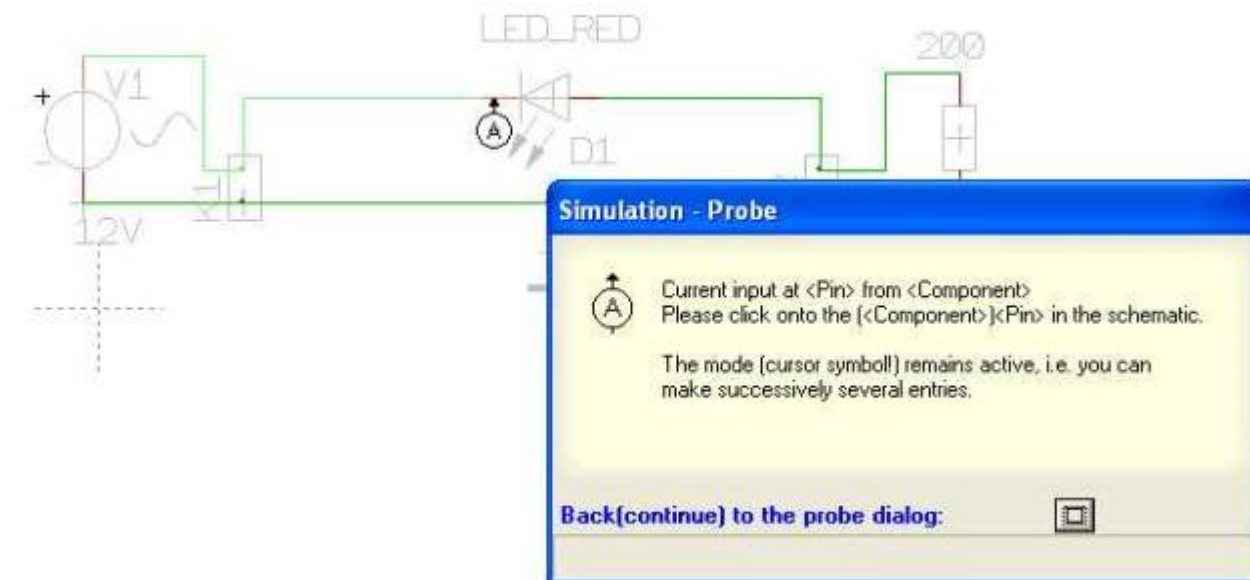 LED_RED
200
V1
+
-
A
D1
K1
12V
Simulation - Probe
A
Current input at <Pin> from <Component>
Please click onto the (<Component>)<Pin> in the schematic.
The mode (cursor symbol!) remains active, i.e. you can
make successively several entries.
Back(continue) to the probe dialog: